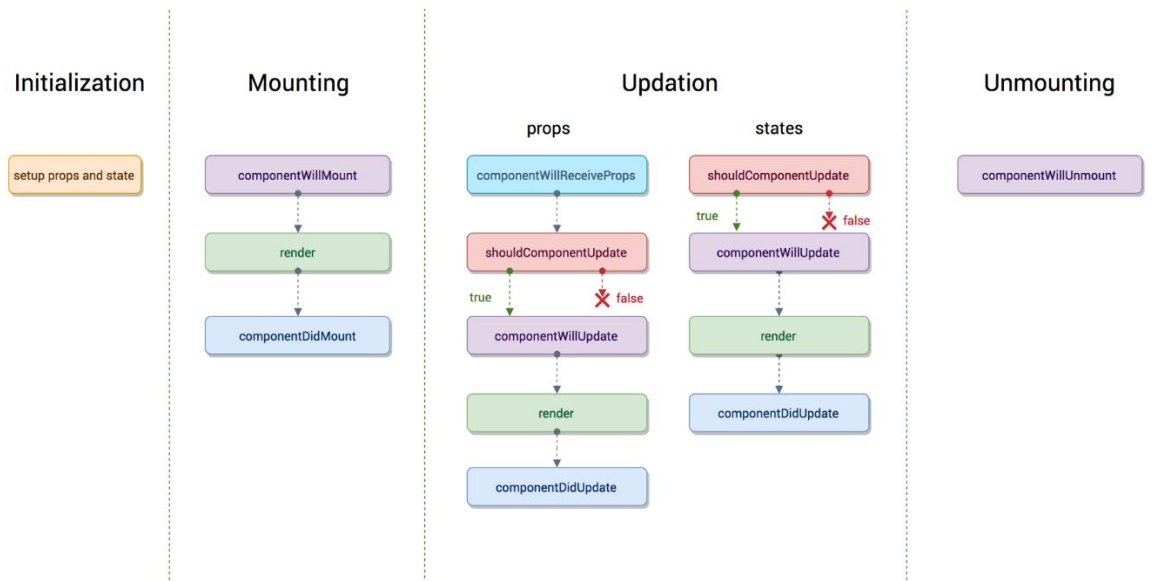 Initialization
setup props and state
Mounting
componentWillMount
render
componentDidMount
Updation
props
componentWillReceiveProps
shouldComponentUpdate
true
false
componentWillUpdate
render
componentDidUpdate
states
shouldComponentUpdate
true
false
componentWillUpdate
render
componentDidUpdate
Unmounting
componentWillUnmount